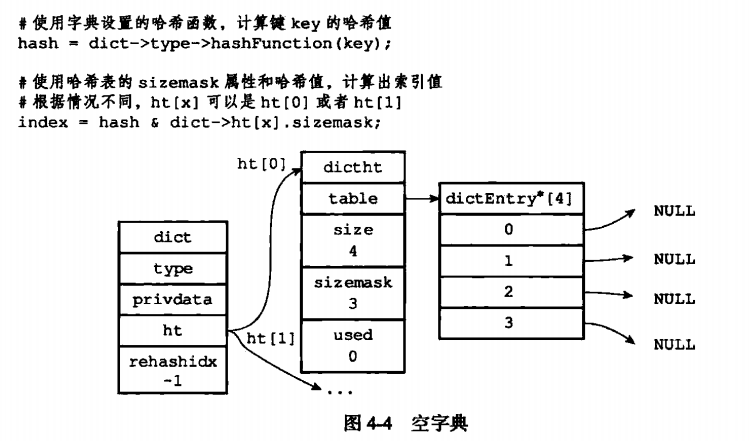 # 使用字典设置的哈希函数，计算键 key 的哈希值
hash = dict->type->hashFunction(key);
# 使用哈希表的 sizemask 属性和哈希值，计算出索引值
# 根据情况不同，ht[x] 可以是 ht[0] 或者 ht[1]
index = hash & dict->ht[x].sizemask;
dict
type
privdata
ht
rehashidx
-1
ht[0]
ht[1]
dictht
table
size
4
sizemask
3
used
0
...
dictEntry*[4]
0
1
2
3
NULL
NULL
NULL
NULL
图 4-4 空字典